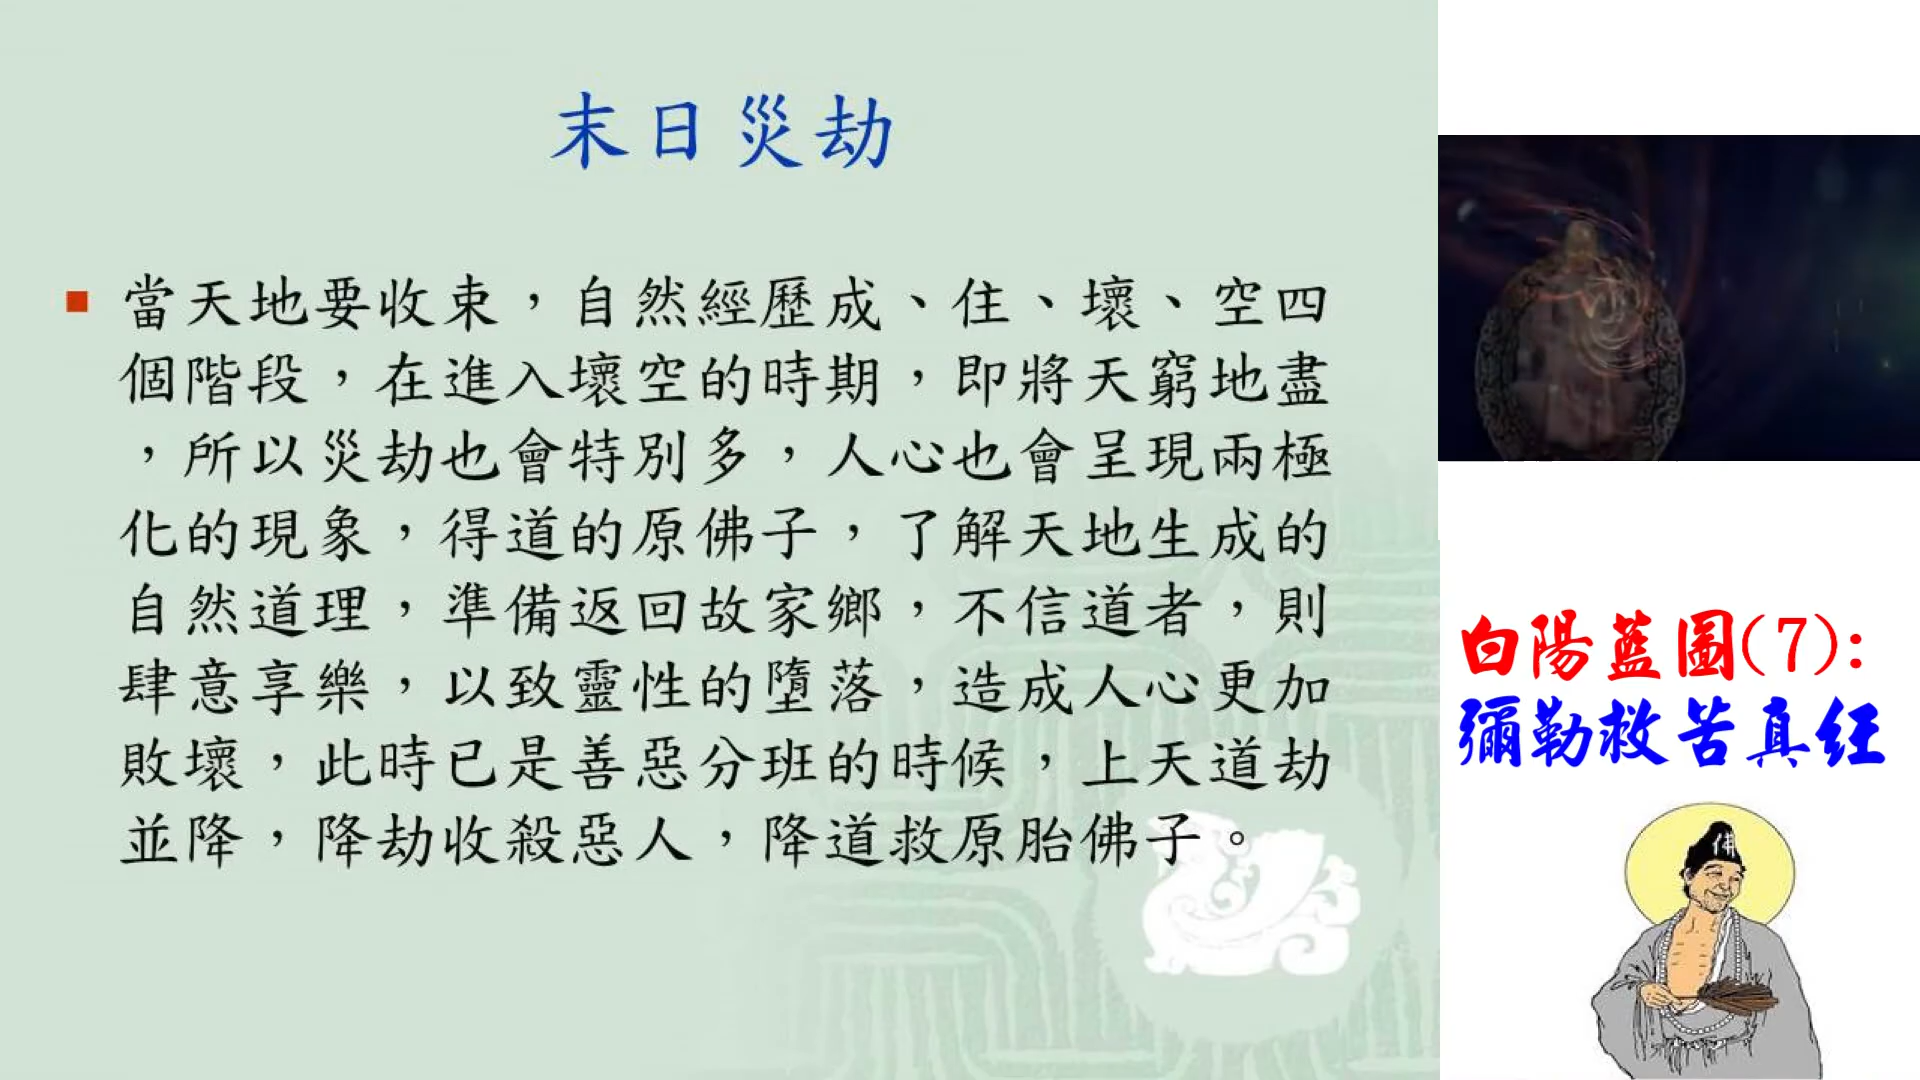 末日災劫
當天地要收束，自然經歷成、住、壞、空四
個階段，在進入壞空的時期，即將天窮地盡
，所以災劫也會特別多，人心也會呈現兩極
化的現象，得道的原佛子，了解天地生成的
自然道理，準備返回故家鄉，不信道者，則
肆意享樂，以致靈性的墮落，造成人心更加
敗壞，此時已是善惡分班的時候，上天道劫
並降，降劫收殺惡人，降道救原胎佛子。
白陽藍圖(7):
彌勒救苦真经
佛